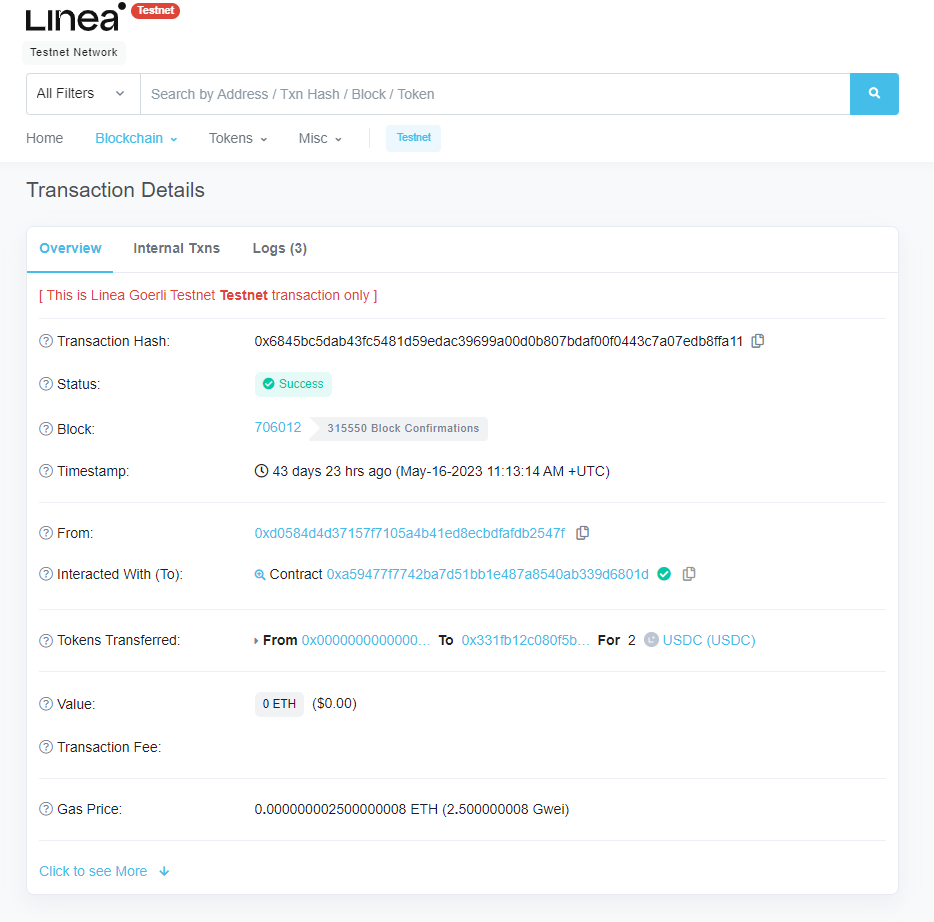 Linea Testnet
Testnet Network
All Filters Search by Address / Txn Hash / Block / Token
Home Blockchain Tokens Misc Testnet
Transaction Details
Overview Internal Txns Logs (3)
[ This is Linea Goerli Testnet Testnet transaction only ]
Transaction Hash: 0x6845bc5dab43fc5481d59edac39699a00d0b807bdaf00f0443c7a07edb8ffa11
Status: Success
Block: 706012 315550 Block Confirmations
Timestamp: 43 days 23 hrs ago (May-16-2023 11:13:14 AM +UTC)
From: 0xd0584d4d37157f7105a4b41ed8ecbdfafdb2547f
Interacted With (To): Contract 0xa59477f7742ba7d51bb1e487a8540ab339d6801d
Tokens Transferred: From 0x0000000000000... To 0x331fb12c080f5b... For 2 USDC (USDC)
Value: 0 ETH ($0.00)
Transaction Fee:
Gas Price: 0.000000002500000008 ETH (2.500000008 Gwei)
Click to see More